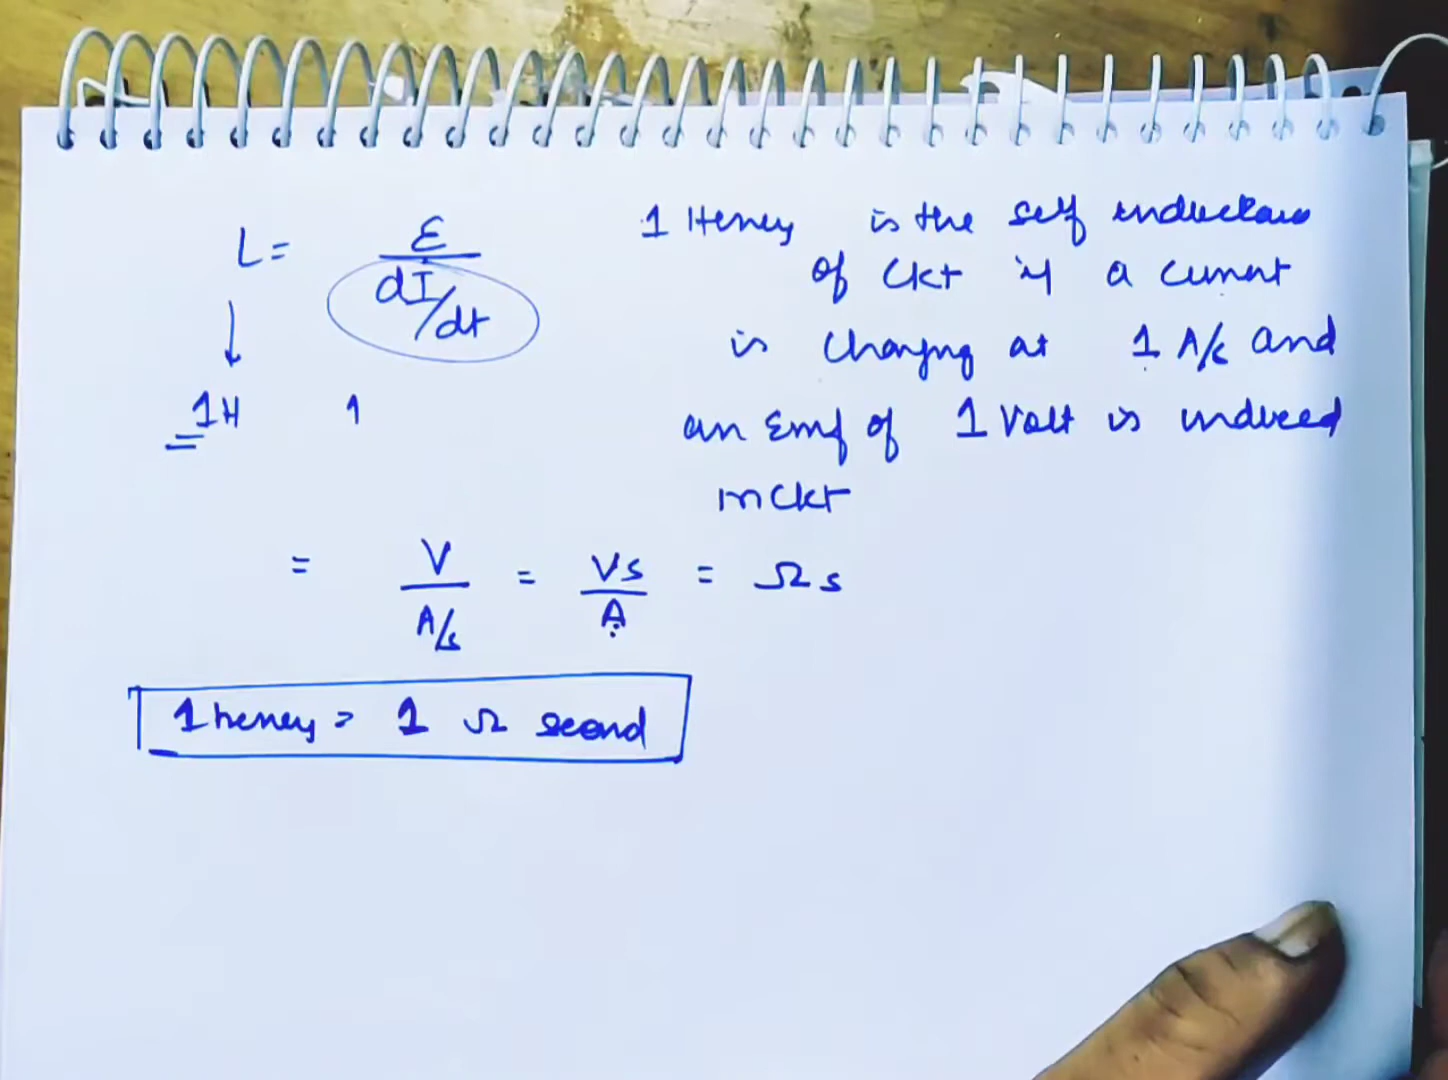 L = ε / dI/dt
↓
1H 1
1 Henry is the self inductance
of Ckt if a current
is changing at 1 A/s and
an Emf of 1 Volt is induced
in Ckt
= V / A/s = Vs / A = Ω s
1 henry = 1 Ω second